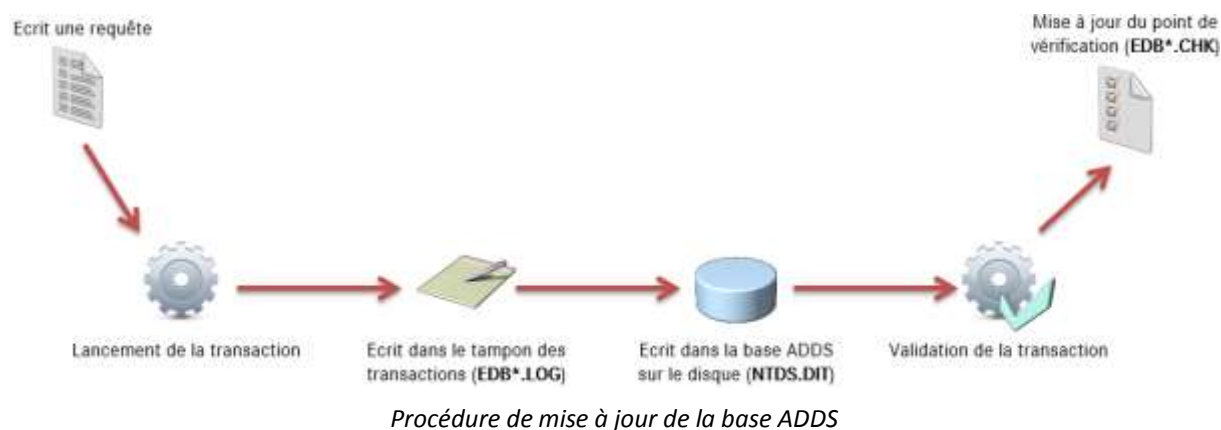 Ecrit une requête
Mise à jour du point de
vérification (EDB*.CHK)
Lancement de la transaction
Ecrit dans le tampon des
transactions (EDB*.LOG)
Ecrit dans la base ADDS
sur le disque (NTDS.DIT)
Validation de la transaction
Procédure de mise à jour de la base ADDS